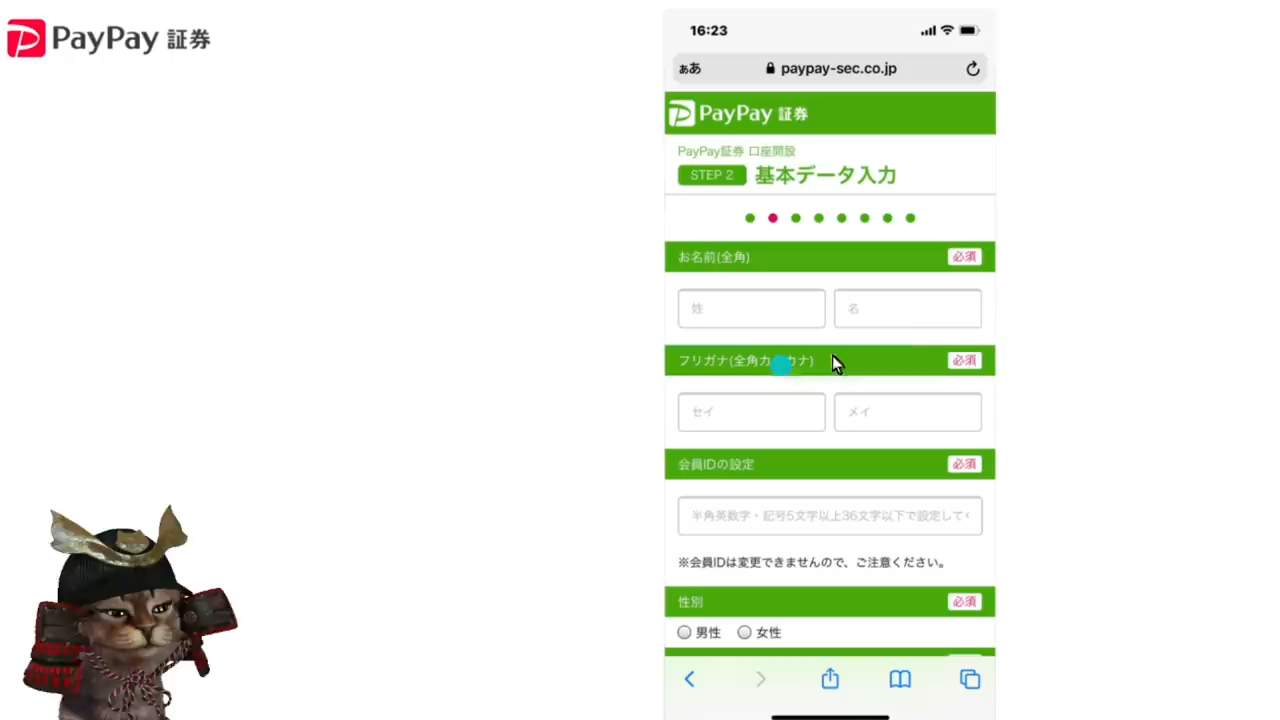 PayPay 証券
16:23
ぁあ
paypay-sec.co.jp
PayPay 証券
PayPay証券 口座開設
STEP 2 基本データ入力
お名前(全角) 必須
姓 名
フリガナ(全角カ カナ) 必須
セイ メイ
会員IDの設定 必須
半角英数字・記号5文字以上36文字以下で設定して
※会員IDは変更できませんので、ご注意ください。
性別 必須
男性 女性